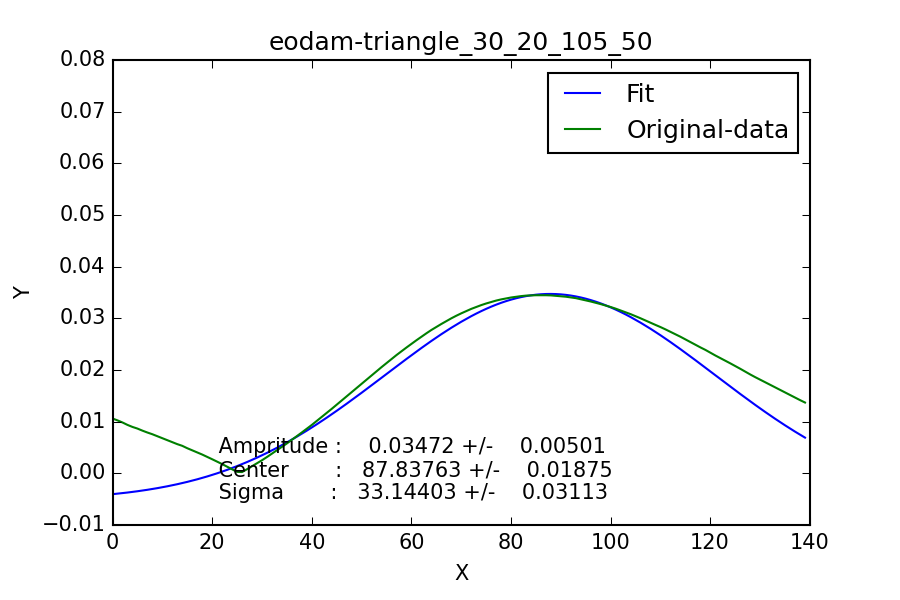 eodam-triangle_30_20_105_50
0.08
0.07
0.06
0.05
0.04
0.03
0.02
0.01
0.00
−0.01
Y
Fit
Original-data
Ampritude : 0.03472 +/- 0.00501
Center : 87.83763 +/- 0.01875
Sigma : 33.14403 +/- 0.03113
0 20 40 60 80 100 120 140
X